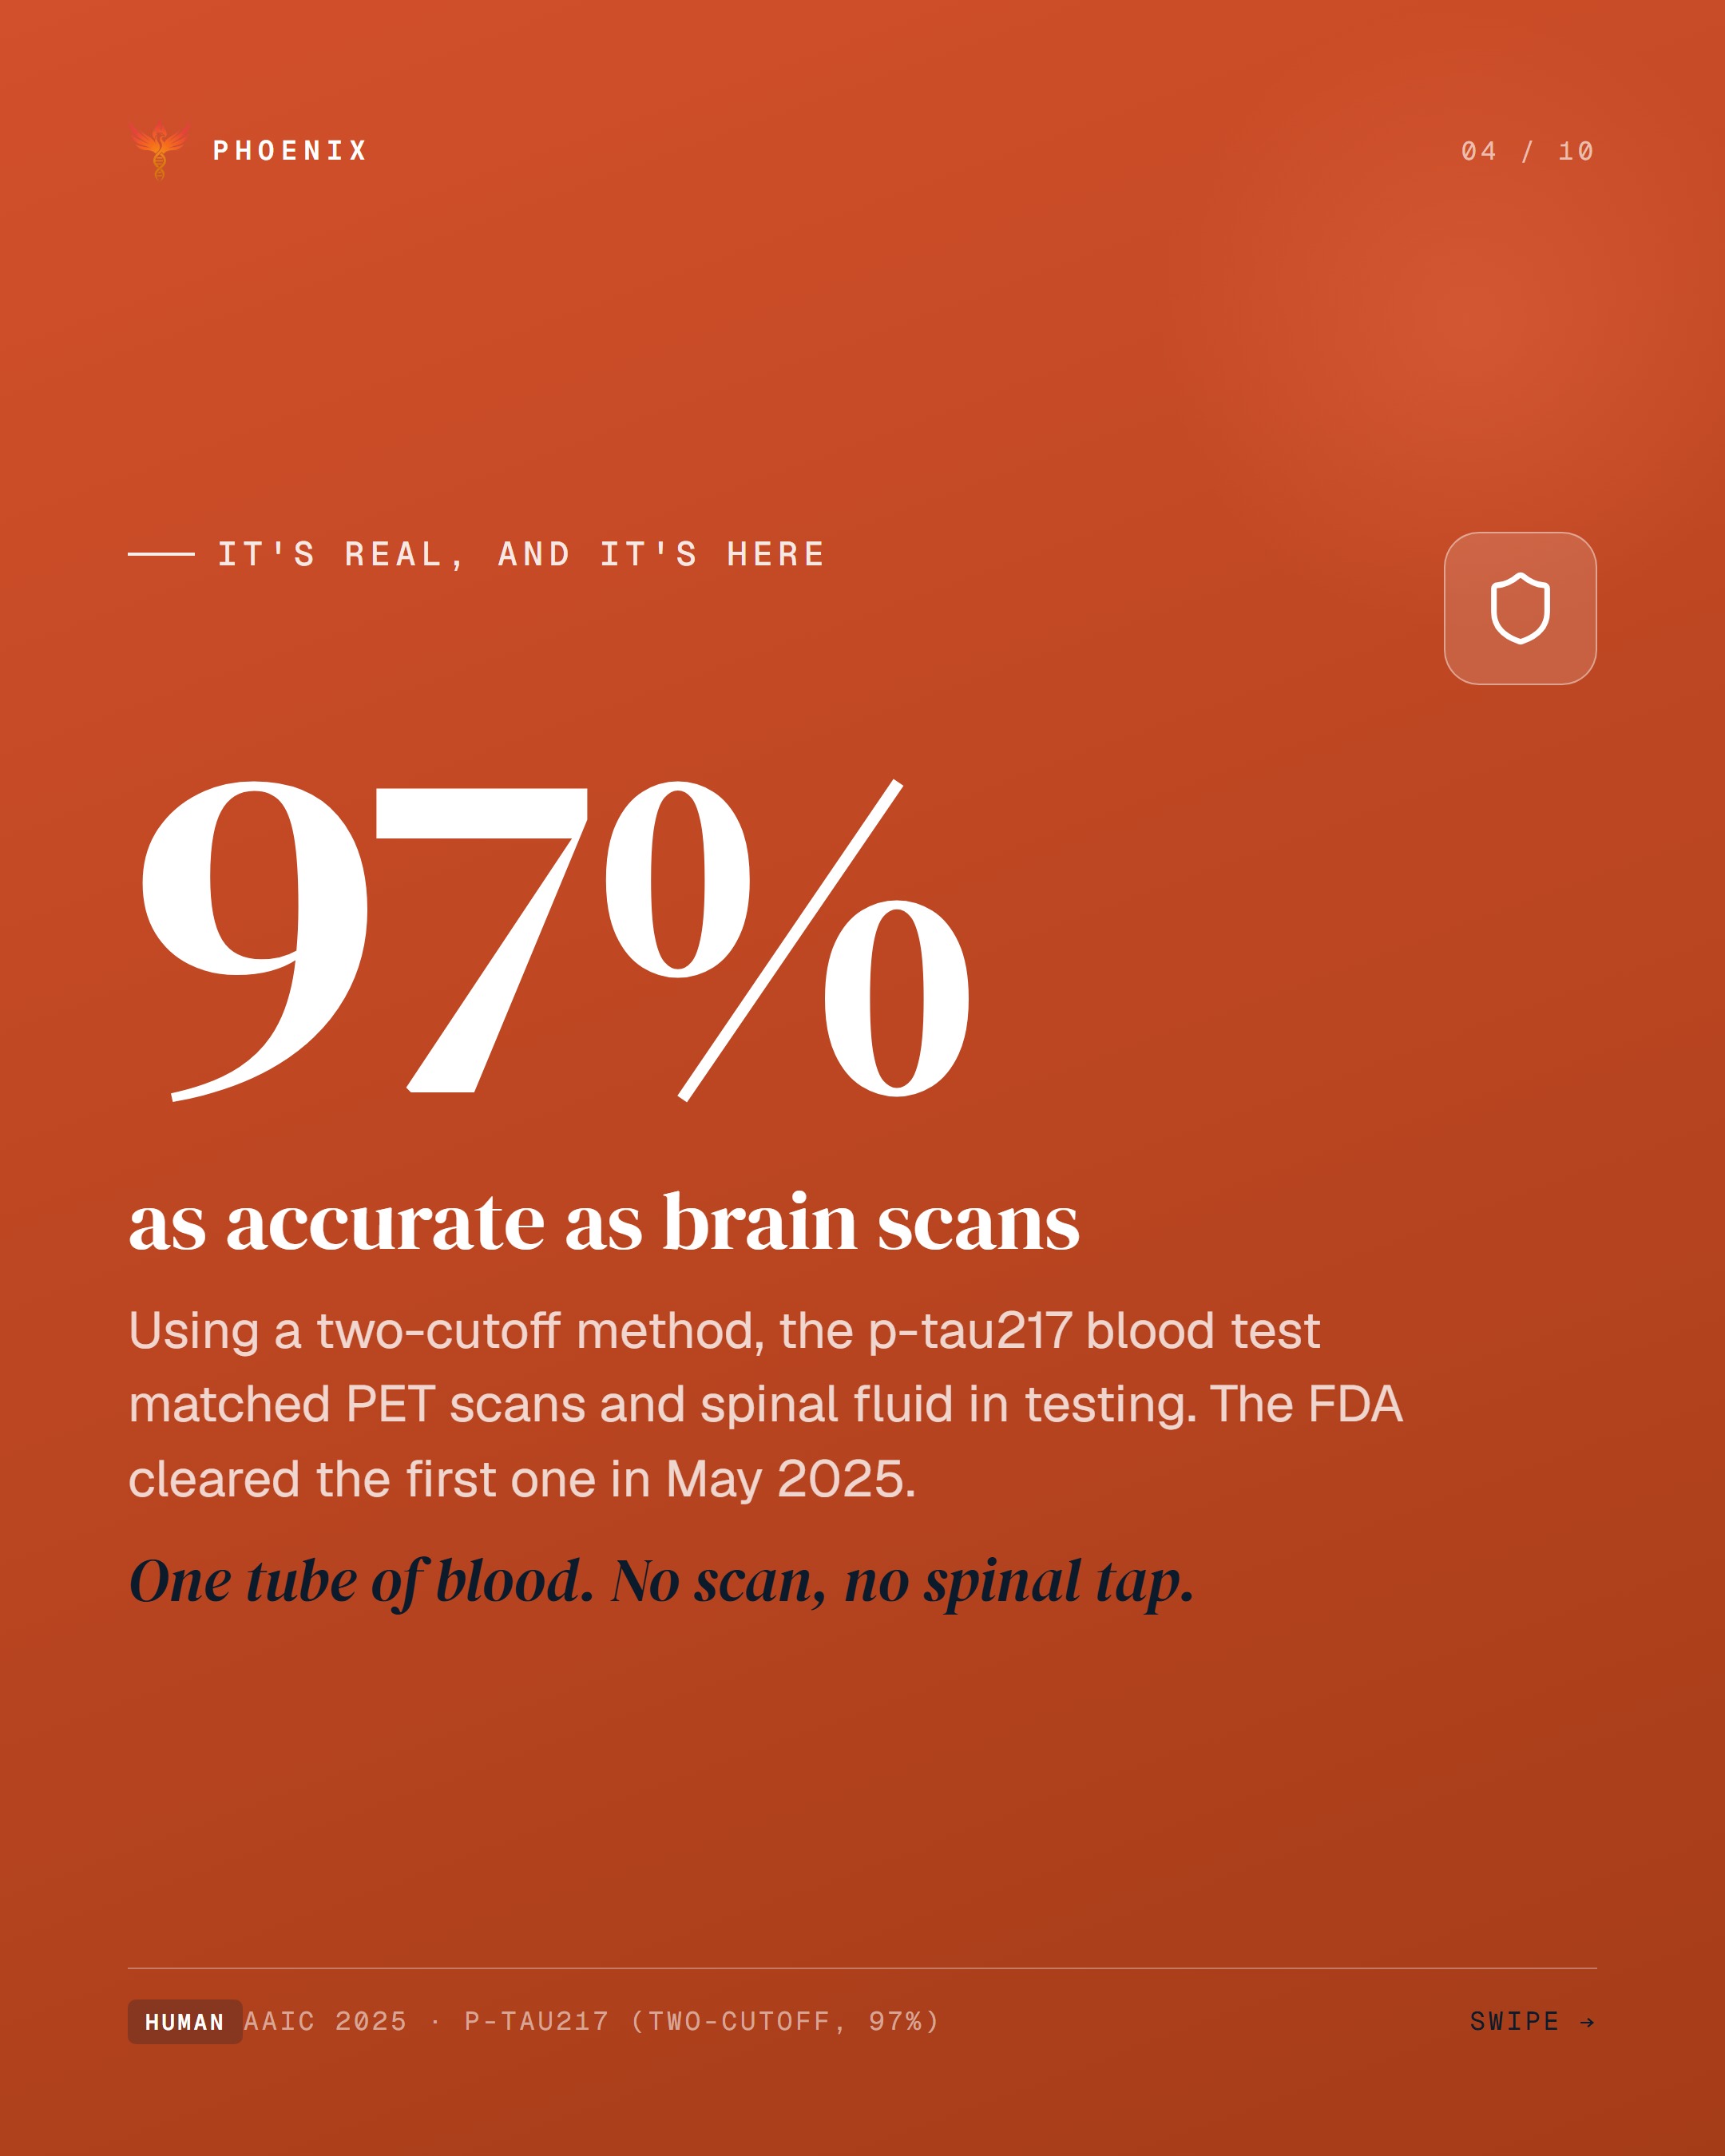 PHOENIX
04 / 10
IT'S REAL, AND IT'S HERE
97%
as accurate as brain scans
Using a two-cutoff method, the p-tau217 blood test
matched PET scans and spinal fluid in testing. The FDA
cleared the first one in May 2025.
One tube of blood. No scan, no spinal tap.
HUMAN AAIC 2025 · P-TAU217 (TWO-CUTOFF, 97%)
SWIPE →